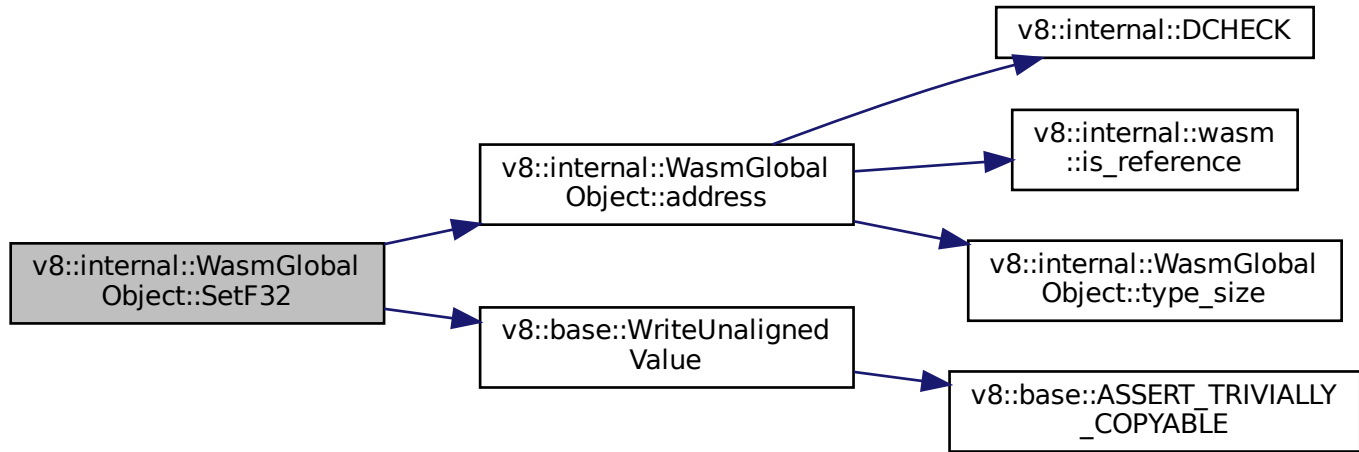 v8::internal::DCHECK
v8::internal::wasm
::is_reference
v8::internal::WasmGlobal
Object::address
v8::internal::WasmGlobal
Object::type_size
v8::internal::WasmGlobal
Object::SetF32
v8::base::WriteUnaligned
Value
v8::base::ASSERT_TRIVIALLY
_COPYABLE